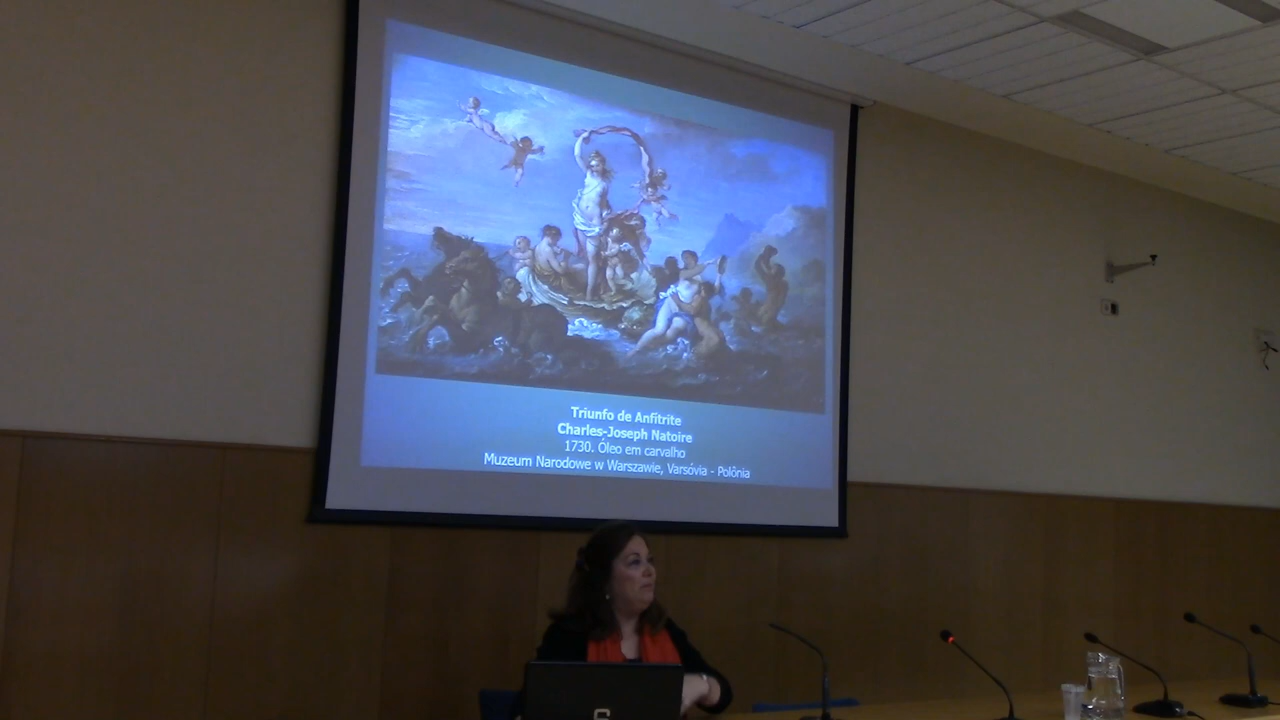 Triunfo de Anfitrite
Charles-Joseph Natoire
1730. Óleo em carvalho
Muzeum Narodowe w Warszawie, Varsóvia - Polônia